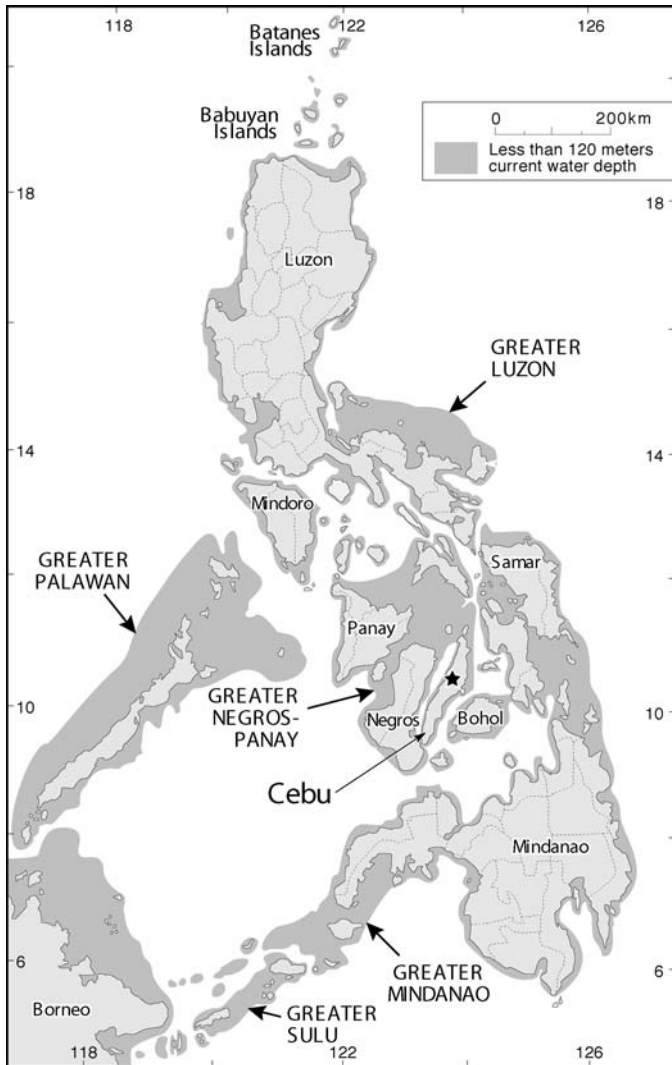 118
122
126
Batanes
Islands
Babuyan
Islands
0 200km
Less than 120 meters
current water depth
18
18
Luzon
GREATER
LUZON
14
14
Mindoro
GREATER
PALAWAN
Samar
Panay
10
10
GREATER
NEGROS-
PANAY
Negros
Bohol
Cebu
Mindanao
6
6
GREATER
MINDANAO
Borneo
GREATER
SULU
118
122
126